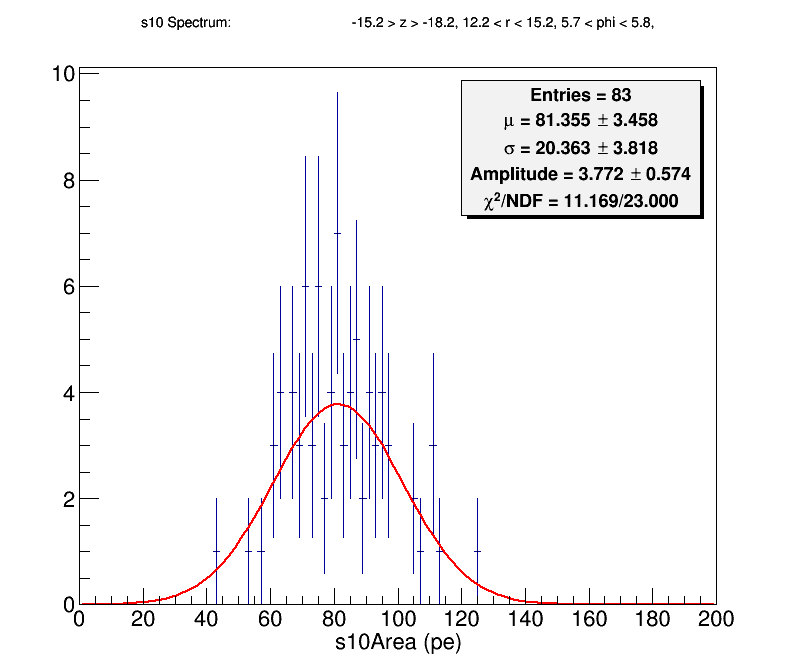 s10 Spectrum: -15.2 > z > -18.2, 12.2 < r < 15.2, 5.7 < phi < 5.8,
Entries = 83
μ = 81.355 ± 3.458
σ = 20.363 ± 3.818
Amplitude = 3.772 ± 0.574
χ²/NDF = 11.169/23.000
10
8
6
4
2
0
0 20 40 60 80 100 120 140 160 180 200
s10Area (pe)